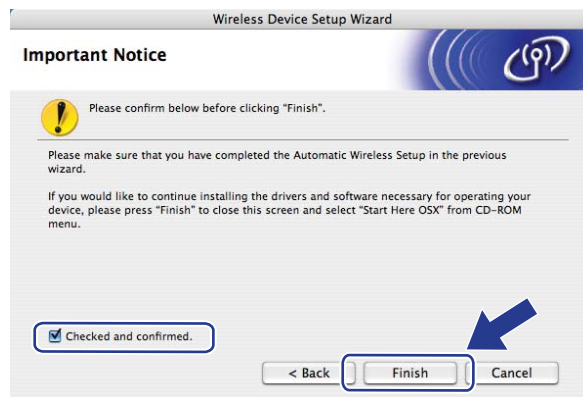 Wireless Device Setup Wizard
Important Notice
Please confirm below before clicking “Finish”.
Please make sure that you have completed the Automatic Wireless Setup in the previous
wizard.
If you would like to continue installing the drivers and software necessary for operating your
device, please press “Finish” to close this screen and select “Start Here OSX” from CD-ROM
menu.
Checked and confirmed.
< Back Finish Cancel